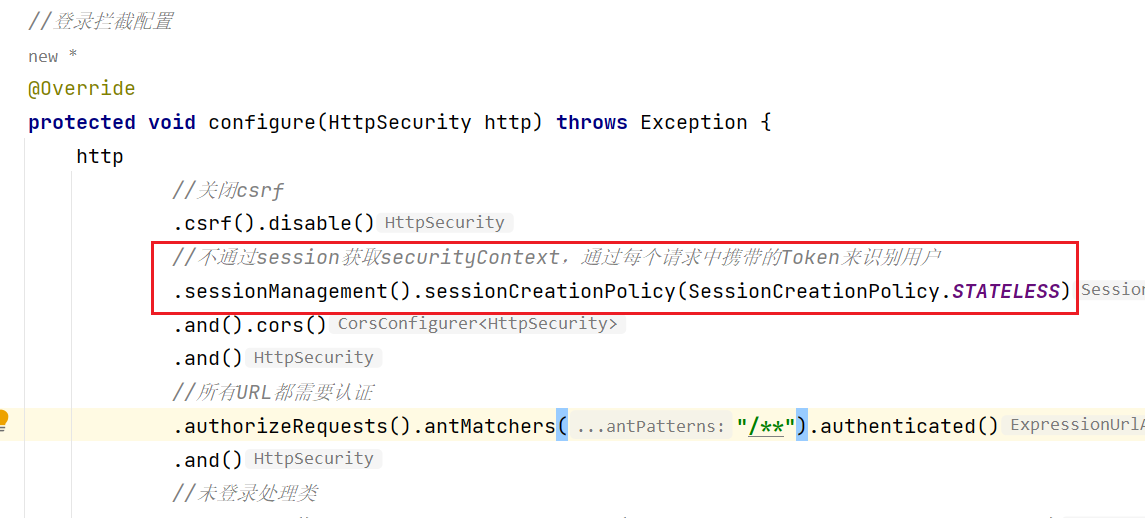 //登录拦截配置
new *
@Override
protected void configure(HttpSecurity http) throws Exception {
http
//关闭csrf
.csrf().disable() HttpSecurity
//不通过session获取securityContext，通过每个请求中携带的Token来识别用户
.sessionManagement().sessionCreationPolicy(SessionCreationPolicy.STATELESS) Session
.and().cors() CorsConfigurer<HttpSecurity>
.and() HttpSecurity
//所有URL都需要认证
.authorizeRequests().antMatchers( ...antPatterns: "/**").authenticated() ExpressionUrlA
.and() HttpSecurity
//未登录处理类